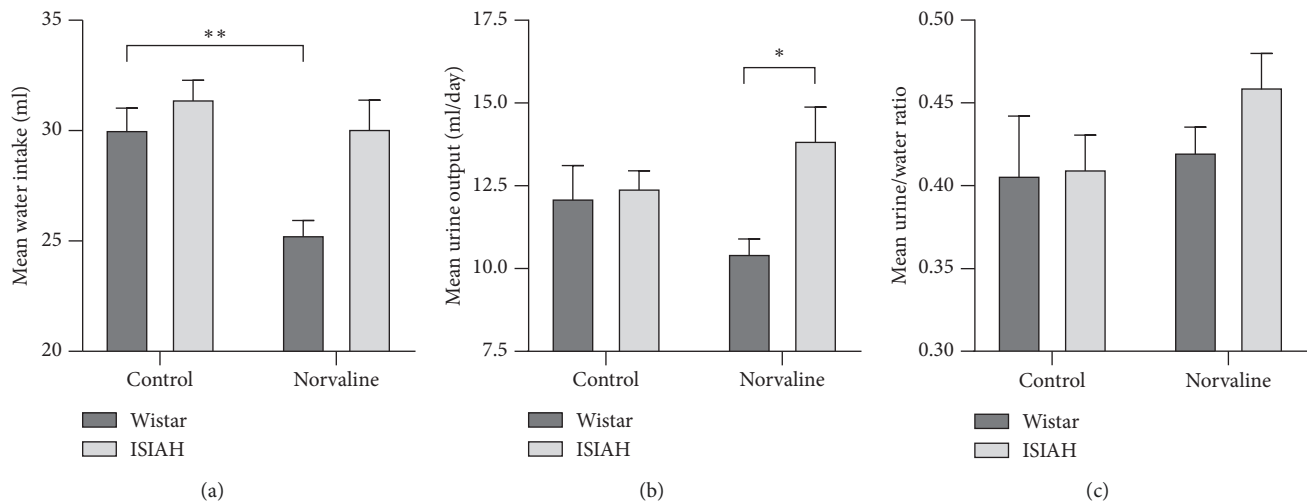 Mean water intake (ml)
35
30
25
20
**
Control
Norvaline
Wistar
ISIAH
(a)
Mean urine output (ml/day)
17.5
15.0
12.5
10.0
7.5
*
Control
Norvaline
Wistar
ISIAH
(b)
Mean urine/water ratio
0.50
0.45
0.40
0.35
0.30
Control
Norvaline
Wistar
ISIAH
(c)